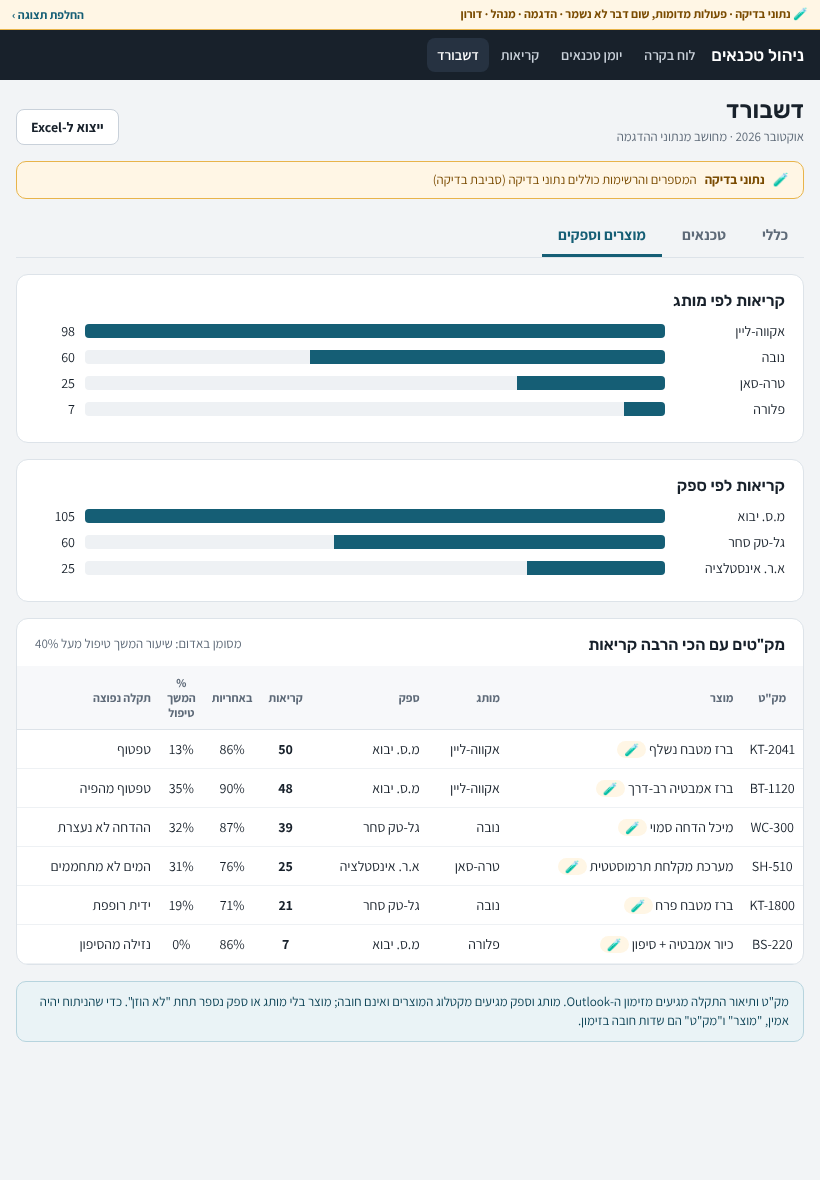 🧪 נתוני בדיקה · פעולות מדומות, שום דבר לא נשמר · הדגמה · מנהל · דורון
החלפת תצוגה ›
ניהול טכנאים לוח בקרה יומן טכנאים קריאות דשבורד
דשבורד
אוקטובר 2026 · מחושב מנתוני ההדגמה
ייצוא ל-Excel
🧪 נתוני בדיקה המספרים והרשימות כוללים נתוני בדיקה (סביבת בדיקה)
כללי טכנאים מוצרים וספקים
קריאות לפי מותג
אקווה-ליין 98
נובה 60
טרה-סאן 25
פלורה 7
קריאות לפי ספק
מ.ס. יבוא 105
גל-טק סחר 60
א.ר. אינסטלציה 25
מק"טים עם הכי הרבה קריאות
מסומן באדום: שיעור המשך טיפול מעל 40%
מק"ט מוצר מותג ספק קריאות באחריות % המשך טיפול תקלה נפוצה
KT-2041 ברז מטבח נשלף 🧪 אקווה-ליין מ.ס. יבוא 50 86% 13% טפטוף
BT-1120 ברז אמבטיה רב-דרך 🧪 אקווה-ליין מ.ס. יבוא 48 90% 35% טפטוף מהפיה
WC-300 מיכל הדחה סמוי 🧪 נובה גל-טק סחר 39 87% 32% ההדחה לא נעצרת
SH-510 מערכת מקלחת תרמוסטטית 🧪 טרה-סאן א.ר. אינסטלציה 25 76% 31% המים לא מתחממים
KT-1800 ברז מטבח פרח 🧪 נובה גל-טק סחר 21 71% 19% ידית רופפת
BS-220 כיור אמבטיה + סיפון 🧪 פלורה מ.ס. יבוא 7 86% 0% נזילה מהסיפון
מק"ט ותיאור התקלה מגיעים מזימון ה-Outlook. מותג וספק מגיעים מקטלוג המוצרים ואינם חובה; מוצר בלי מותג או ספק נספר תחת "לא הוזן". כדי שהניתוח יהיה
אמין, "מוצר" ו"מק"ט" הם שדות חובה בזימון.